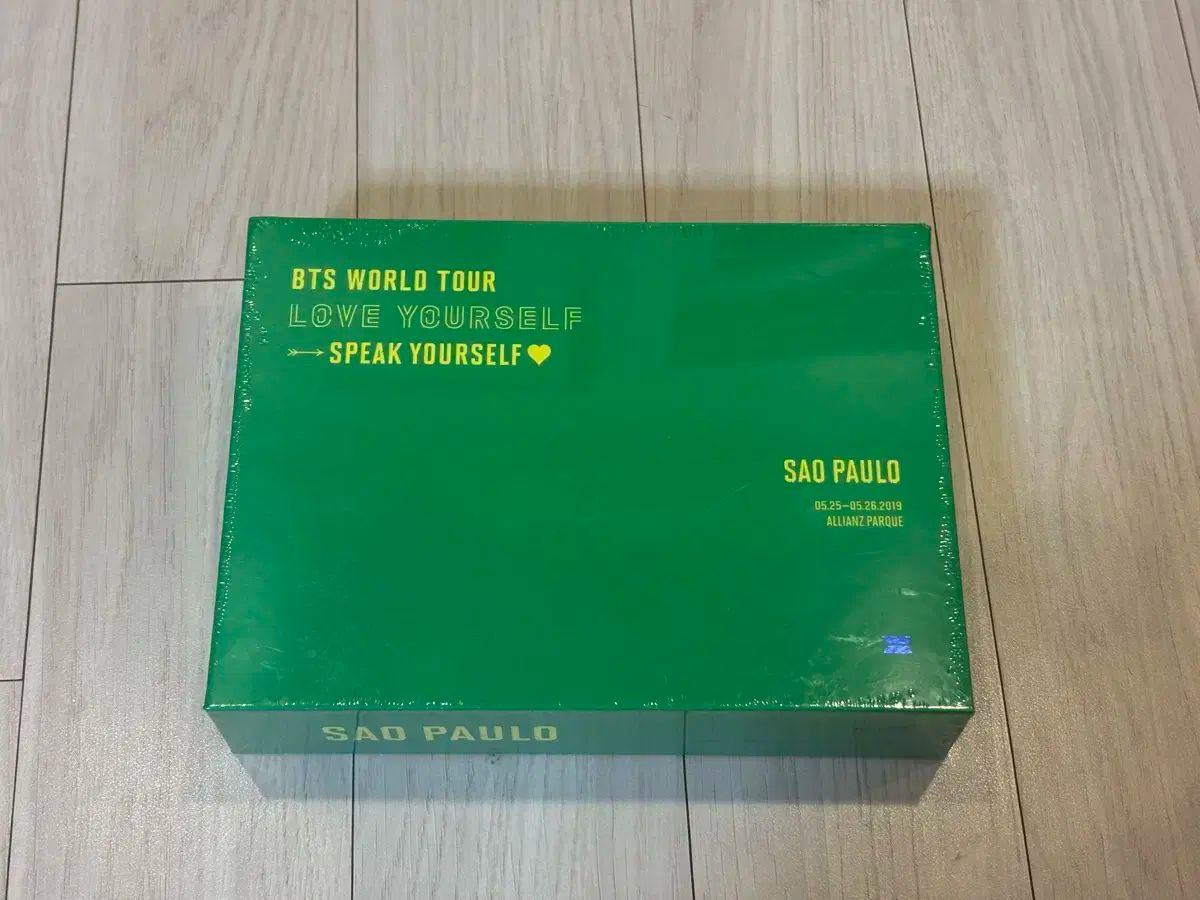 BTS WORLD TOUR
LOVE YOURSELF
SPEAK YOURSELF
SAO PAULO
05.25–05.26.2019
ALLIANZ PARQUE
SAO PAULO